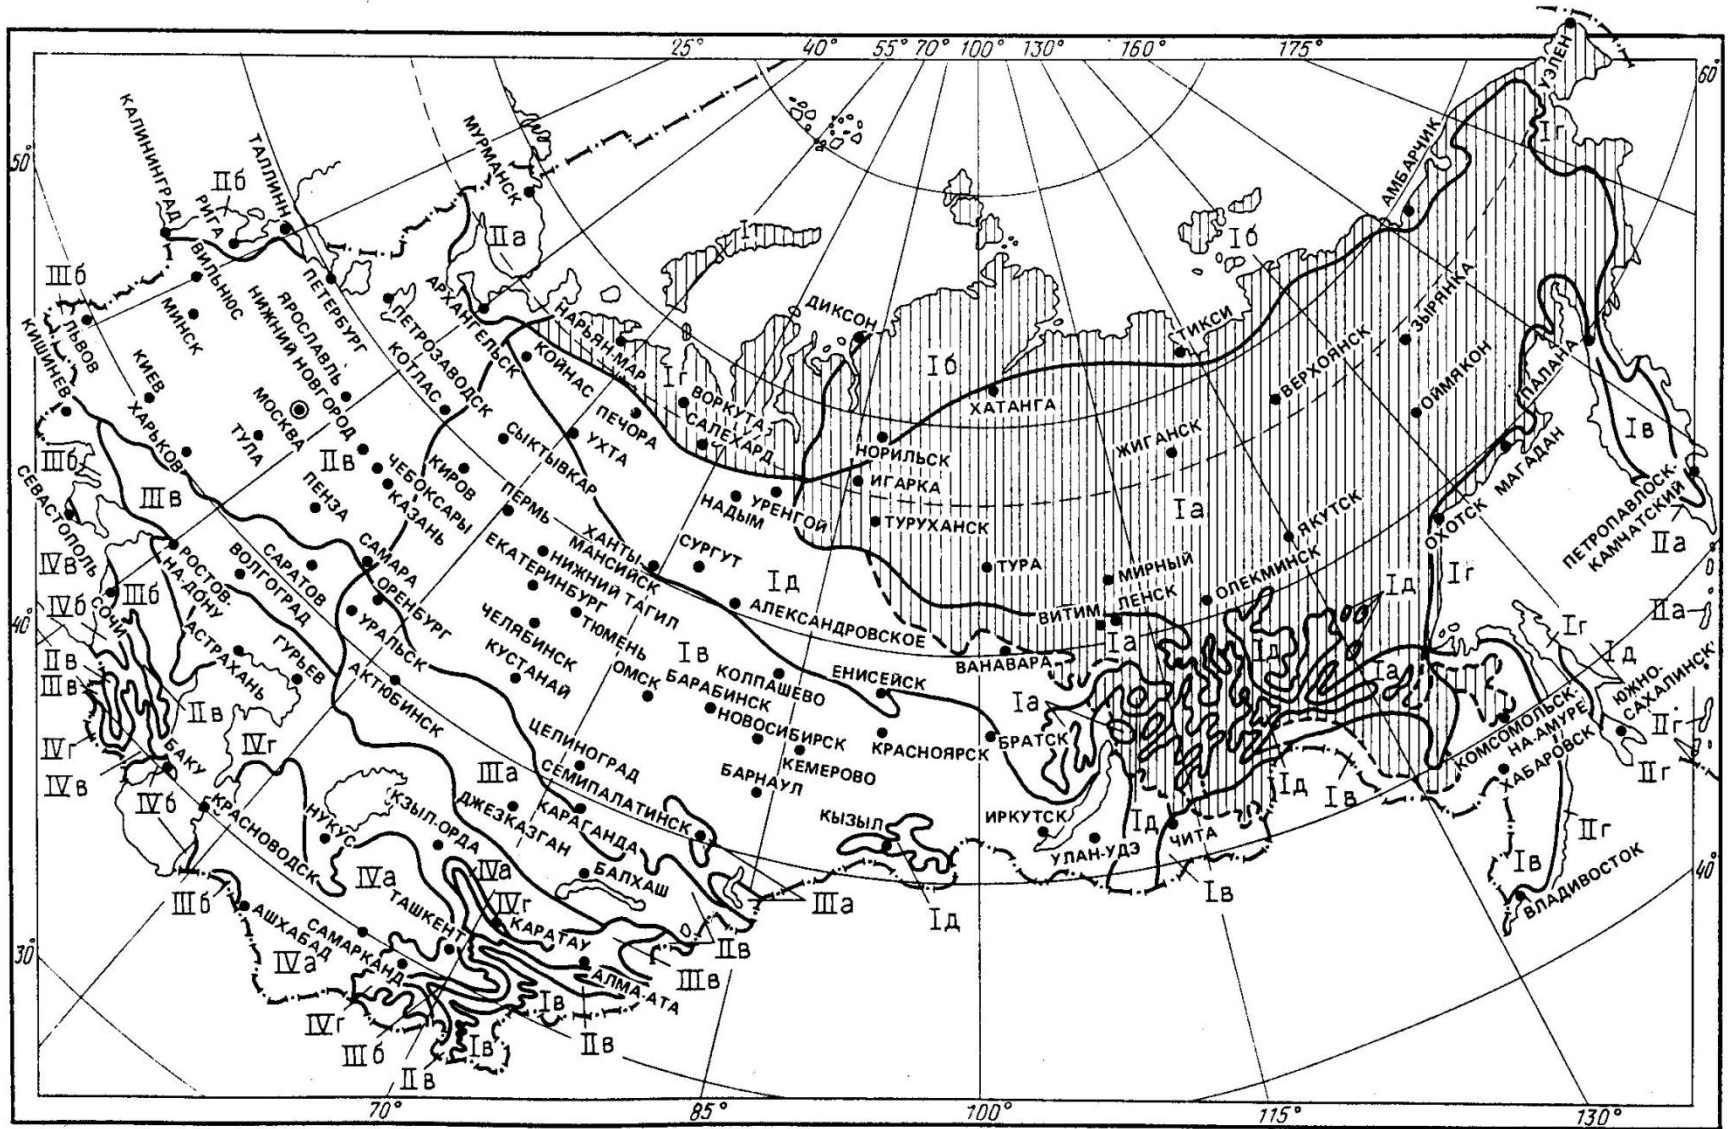 25° 40° 55° 70° 100° 130° 160° 175°
60°
50°
40°
30°
70° 85° 100° 115° 130°
40°
УЭЛЕН
Iг
АМБАРЧИК
КАЛИНИНГРАД
IIб
РИГА
ТАЛИНН
МУРМАНСК
IIа
I
Iб
IIIб
ВИЛЬНЮС
МИНСК
ЛЬВОВ
КИШИНЕВ
КИЕВ
ХАРЬКОВ
ПЕТЕРБУРГ
ЯРОСЛАВЛЬ
НИЖНИЙ НОВГОРОД
МОСКВА
ТУЛА
IIв
ПЕТРОЗАВОДСК
АРХАНГЕЛЬСК
КОТЛАС
КОЙНАС
НАРЬЯН-МАР
Iг
ВОРКУТА
САЛЕХАРД
ПЕЧОРА
УХТА
СЫКТЫВКАР
КИРОВ
ЧЕБОКСАРЫ
КАЗАНЬ
ПЕНЗА
ПЕРМЬ
ДИКСОН
Iб
ТИКСИ
ХАТАНГА
НОРИЛЬСК
ИГАРКА
ТУРУХАНСК
ВЕРХОЯНСК
ЗЫРЯНКА
ОЙМЯКОН
ЖИГАНСК
ПАЛАНА
МАГАДАН
ОХОТСК
Iв
ПЕТРОПАВЛОСК-
КАМЧАТСКИЙ
IIа
IIа
Iа
ЯКУТСК
ОЛЕКМИНСК
МИРНЫЙ
ЛЕНСК
ВИТИМ
ТУРА
ВАНАВАРА
НАДЫМ
УРЕНГОЙ
СУРГУТ
ХАНТЫ-
МАНСИЙСК
Iд
АЛЕКСАНДРОВСКОЕ
НИЖНИЙ ТАГИЛ
ЕКАТЕРИНБУРГ
ТЮМЕНЬ
ЧЕЛЯБИНСК
КУСТАНАЙ
ОМСК
Iв
КОЛПАШЕВО
БАРАБИНСК
НОВОСИБИРСК
КЕМЕРОВО
БАРНАУЛ
ЕНИСЕЙСК
КРАСНОЯРСК
БРАТСК
IIIб
IIIв
СЕВАСТОПОЛЬ
IVв
IVб
СОЧИ
IIIб
РОСТОВ-
НА-ДОНУ
ВОЛГОГРАД
САРАТОВ
САМАРА
ОРЕНБУРГ
УРАЛЬСК
АКТЮБИНСК
ГУРЬЕВ
АСТРАХАНЬ
IIв
IIIв
IIв
IVг
IVв
IVб
БАКУ
IVг
КРАСНОВОДСК
НУКУС
КЗЫЛ-ОРДА
IIIа
ЦЕЛИНОГРАД
СЕМИПАЛАТИНСК
КАРАГАНДА
ДЖЕЗКАЗГАН
БАЛХАШ
IVа
IVа
IVг
КАРАТАУ
АЛМА-АТА
ТАШКЕНТ
САМАРКАНД
АШХАБАД
IIIб
IVа
IVг
IIIб
IIв
Iв
Iв
IIв
IIIв
IIв
IIIа
КЫЗЫЛ
Iд
ИРКУТСК
УЛАН-УДЭ
ЧИТА
Iд
Iв
Iа
Iа
Iд
Iа
Iд
Iг
Iд
Iв
Iг
Iд
ЮЖНО-
САХАЛИНСК
КОМСОМОЛЬСК-
НА-АМУРЕ
ХАБАРОВСК
IIг
IIг
IIг
Iв
ВЛАДИВОСТОК